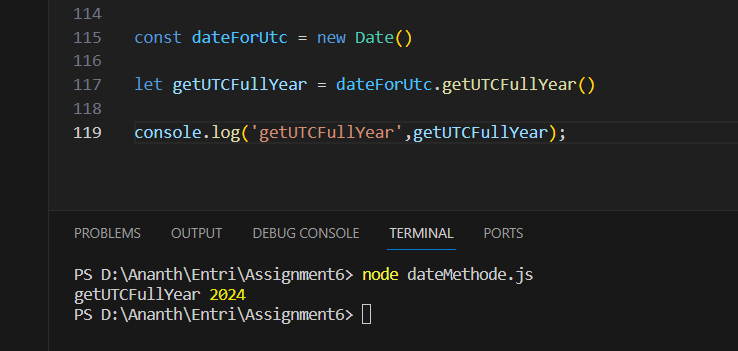 114
115 const dateForUtc = new Date()
116
117 let getUTCFullYear = dateForUtc.getUTCFullYear()
118
119 console.log('getUTCFullYear',getUTCFullYear);
PROBLEMS OUTPUT DEBUG CONSOLE TERMINAL PORTS
PS D:\Ananth\Entri\Assignment6> node dateMethode.js
getUTCFullYear 2024
PS D:\Ananth\Entri\Assignment6>